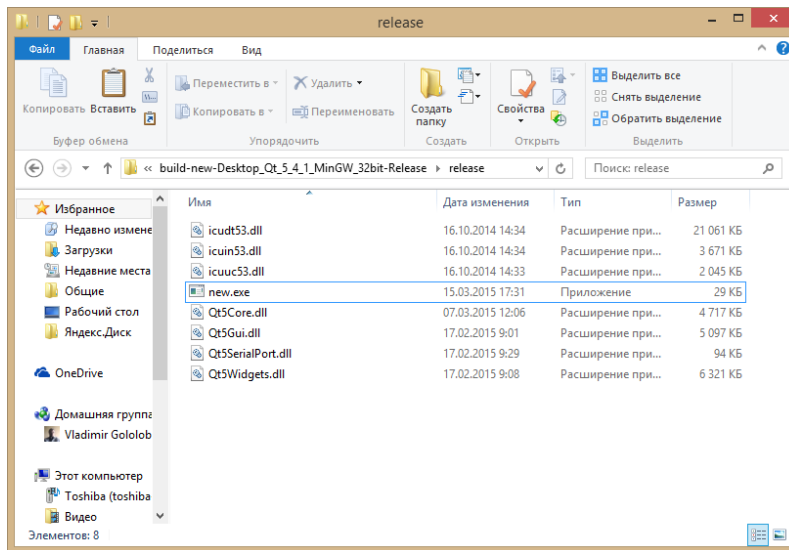 release
Файл Главная Поделиться Вид
Копировать Вставить
Переместить в Удалить
Копировать в Переименовать
Создать папку
Свойства
Выделить все
Снять выделение
Обратить выделение
Буфер обмена Упорядочить Создать Открыть Выделить
« build-new-Desktop_Qt_5_4_1_MinGW_32bit-Release release Поиск: release
Имя Дата изменения Тип Размер
icudt53.dll 16.10.2014 14:34 Расширение при... 21 061 КБ
icuin53.dll 16.10.2014 14:34 Расширение при... 3 671 КБ
icuuc53.dll 16.10.2014 14:33 Расширение при... 2 045 КБ
new.exe 15.03.2015 17:31 Приложение 29 КБ
Qt5Core.dll 07.03.2015 12:06 Расширение при... 4 717 КБ
Qt5Gui.dll 17.02.2015 9:01 Расширение при... 5 097 КБ
Qt5SerialPort.dll 17.02.2015 9:29 Расширение при... 94 КБ
Qt5Widgets.dll 17.02.2015 9:08 Расширение при... 6 321 КБ
Избранное
Недавно измене
Загрузки
Недавние места
Общие
Рабочий стол
Яндекс.Диск
OneDrive
Домашняя группа
Vladimir Gololob
Этот компьютер
Toshiba (toshiba
Видео
Элементов: 8